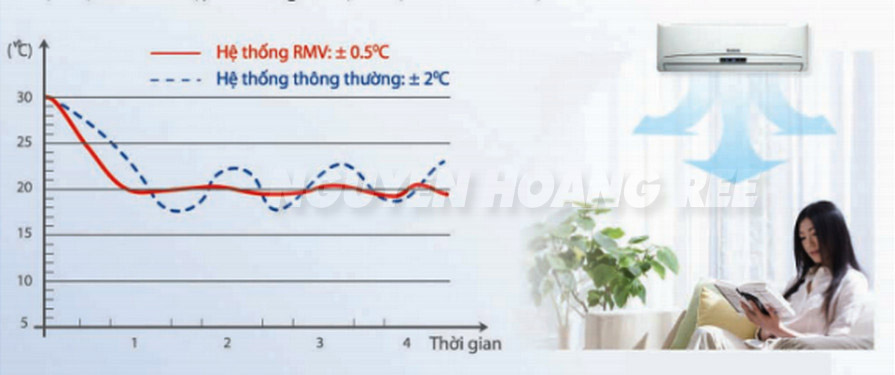 (℃)
Hệ thống RMV: ± 0.5ºC
Hệ thống thông thường: ± 2ºC
30
25
20
15
10
5
1 2 3 4 Thời gian
NGUYEN HOANG REE